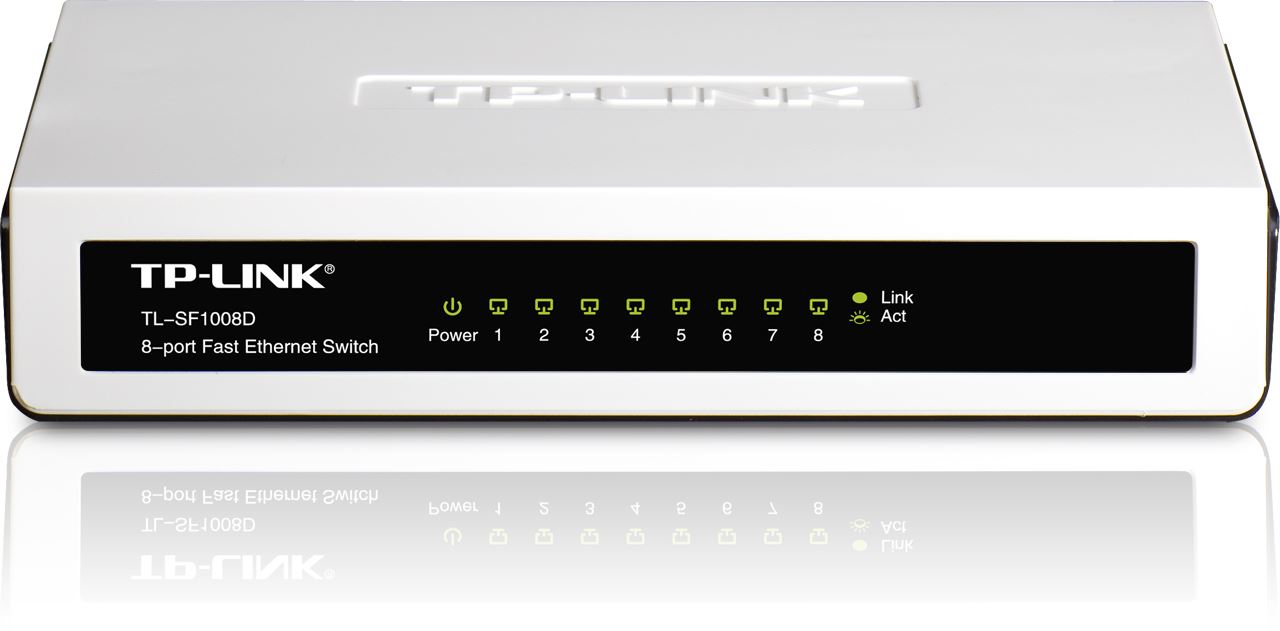 TP-LINK
TP-LINK®
TL-SF1008D
8-port Fast Ethernet Switch
Power 1 2 3 4 5 6 7 8
Link
Act